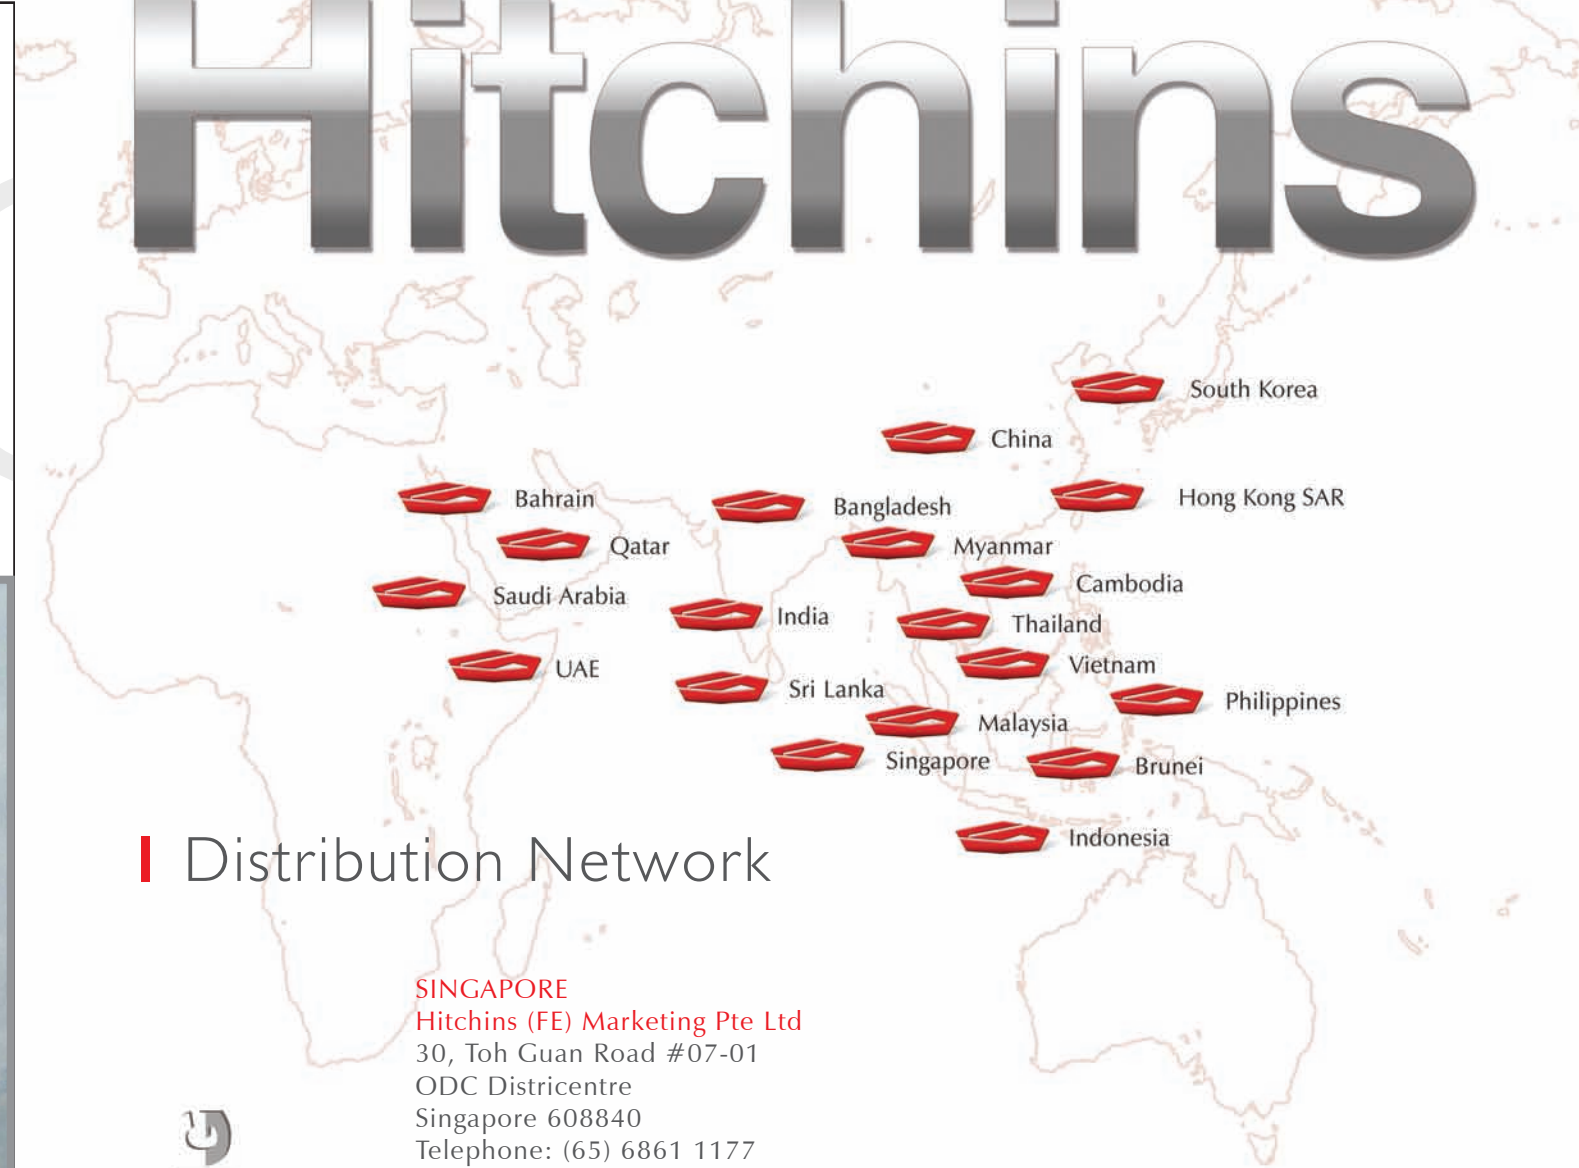 Hitchins
South Korea
China
Bahrain
Bangladesh
Hong Kong SAR
Qatar
Myanmar
Cambodia
Saudi Arabia
India
Thailand
UAE
Vietnam
Sri Lanka
Philippines
Malaysia
Singapore
Brunei
Indonesia
Distribution Network
SINGAPORE
Hitchins (FE) Marketing Pte Ltd
30, Toh Guan Road #07-01
ODC Districentre
Singapore 608840
Telephone: (65) 6861 1177